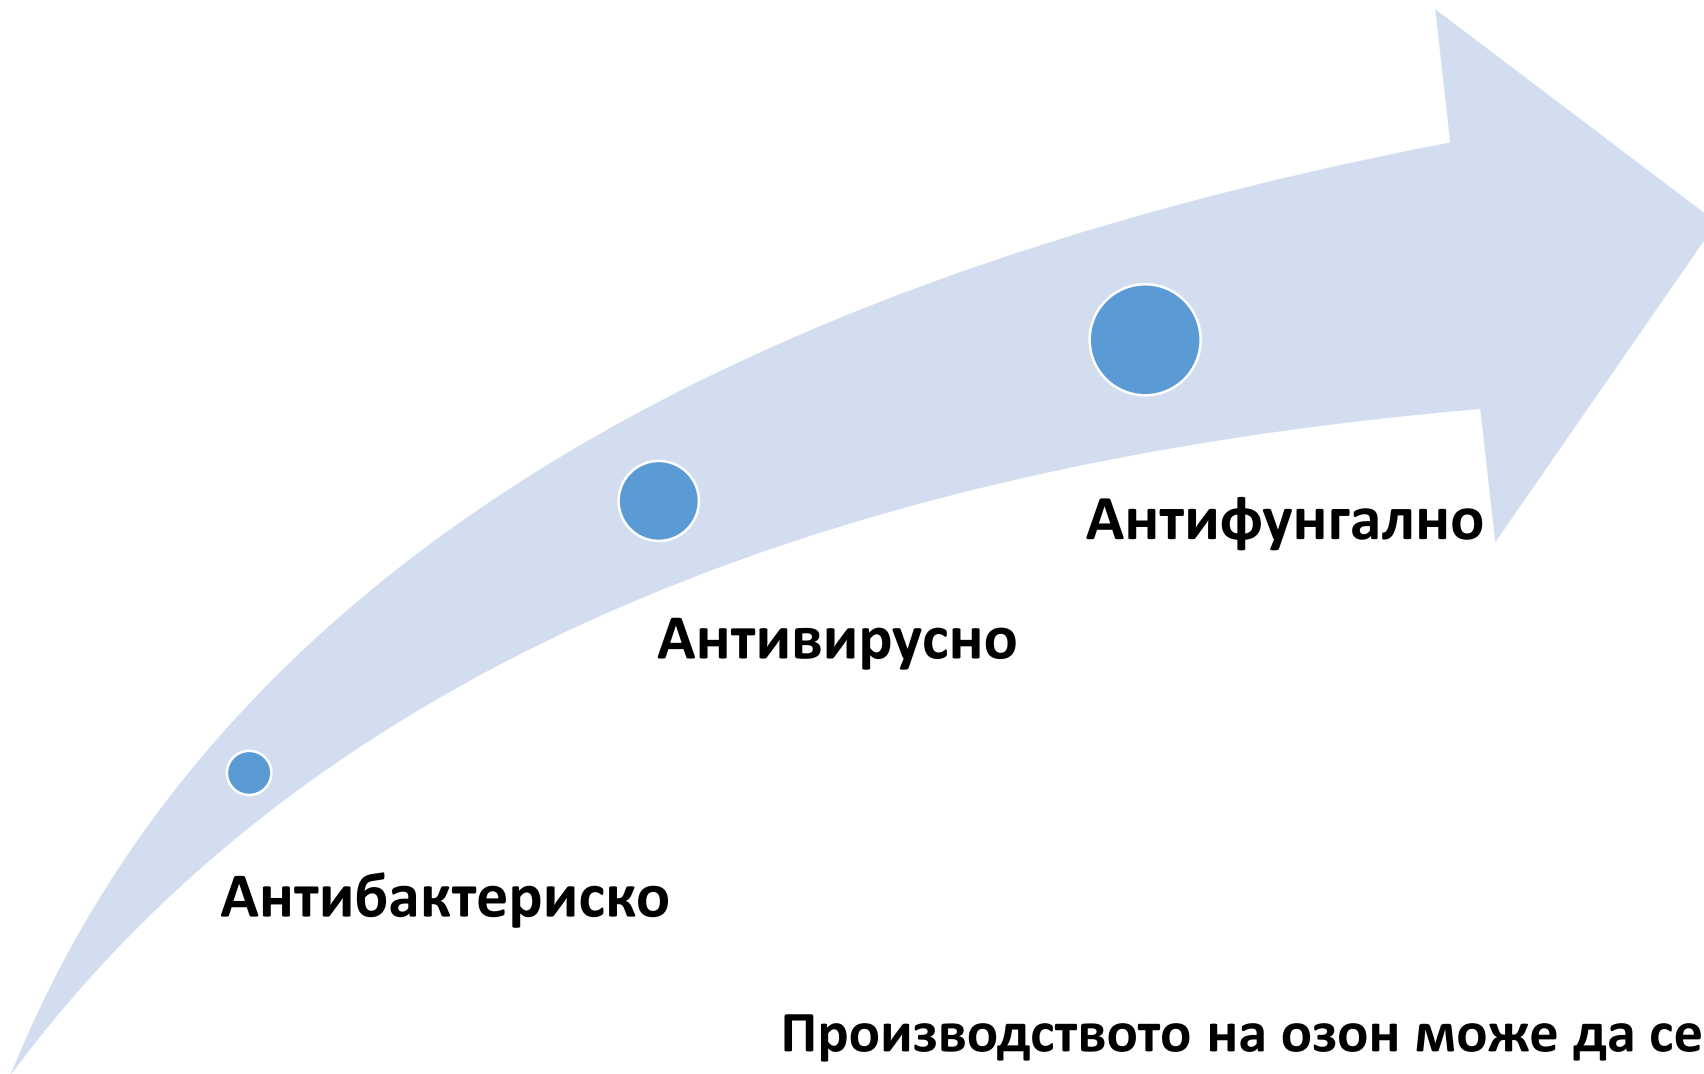 Антифунгално
Антивирусно
Антибактериско
Производството на озон може да се